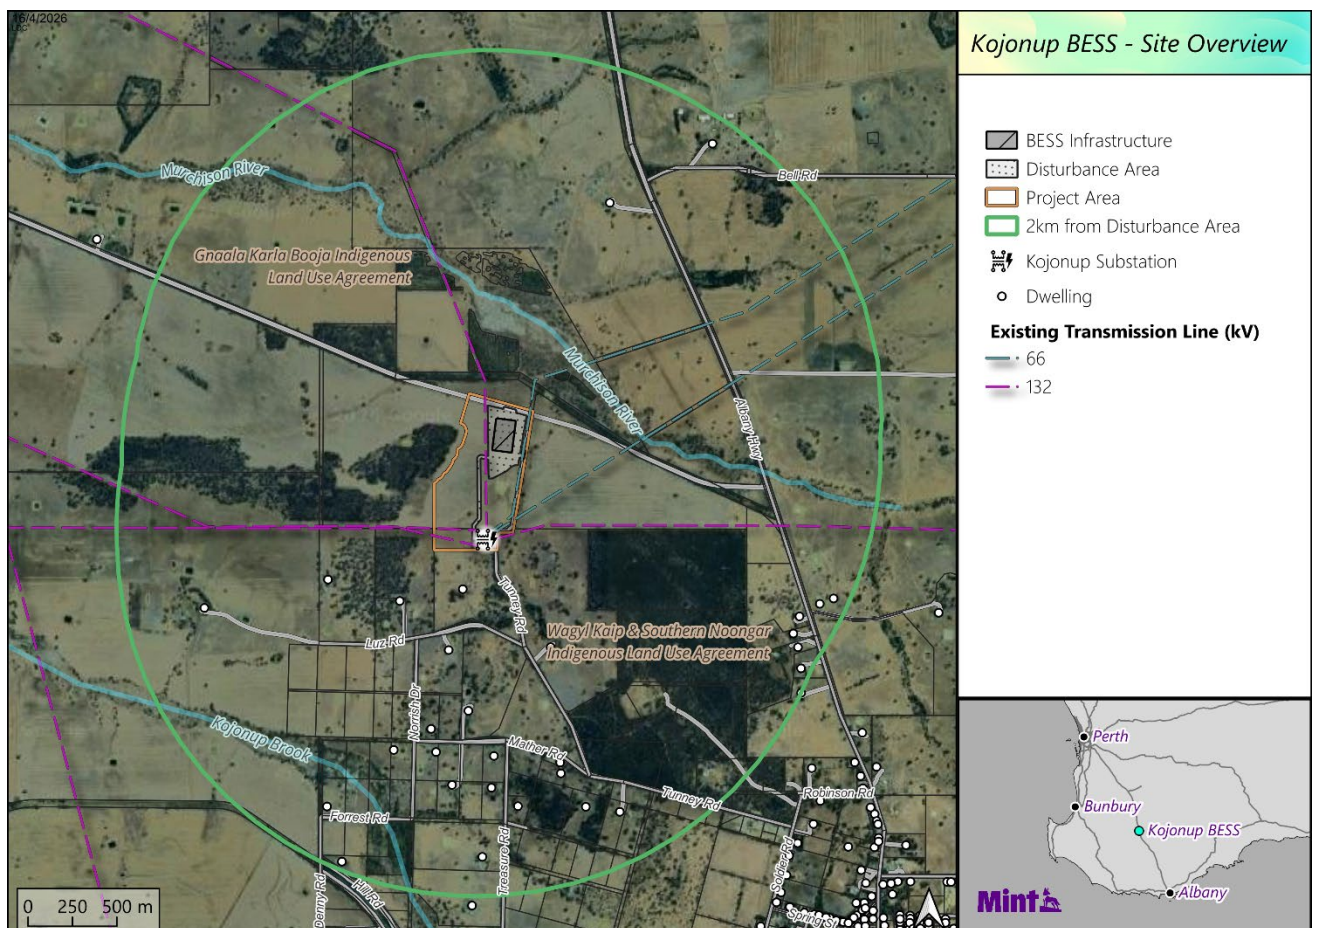 16/4/2026
Kojonup BESS - Site Overview
BESS Infrastructure
Disturbance Area
Project Area
2km from Disturbance Area
Kojonup Substation
Dwelling
Existing Transmission Line (kV)
66
132
Murchison River
Bell Rd
Gnaala Karla Booja Indigenous
Land Use Agreement
Murchison River
Albany Hwy
Tunney Rd
Wagyl Kaip & Southern Noongar
Indigenous Land Use Agreement
Luz Rd
Norrish Dr
Kojonup Brook
Mather Rd
Tunney Rd
Robinson Rd
Forrest Rd
Treasure Rd
Soldier Rd
Denny Rd
Hill Rd
Spring St
0 250 500 m
Perth
Bunbury
Kojonup BESS
Albany
Mint